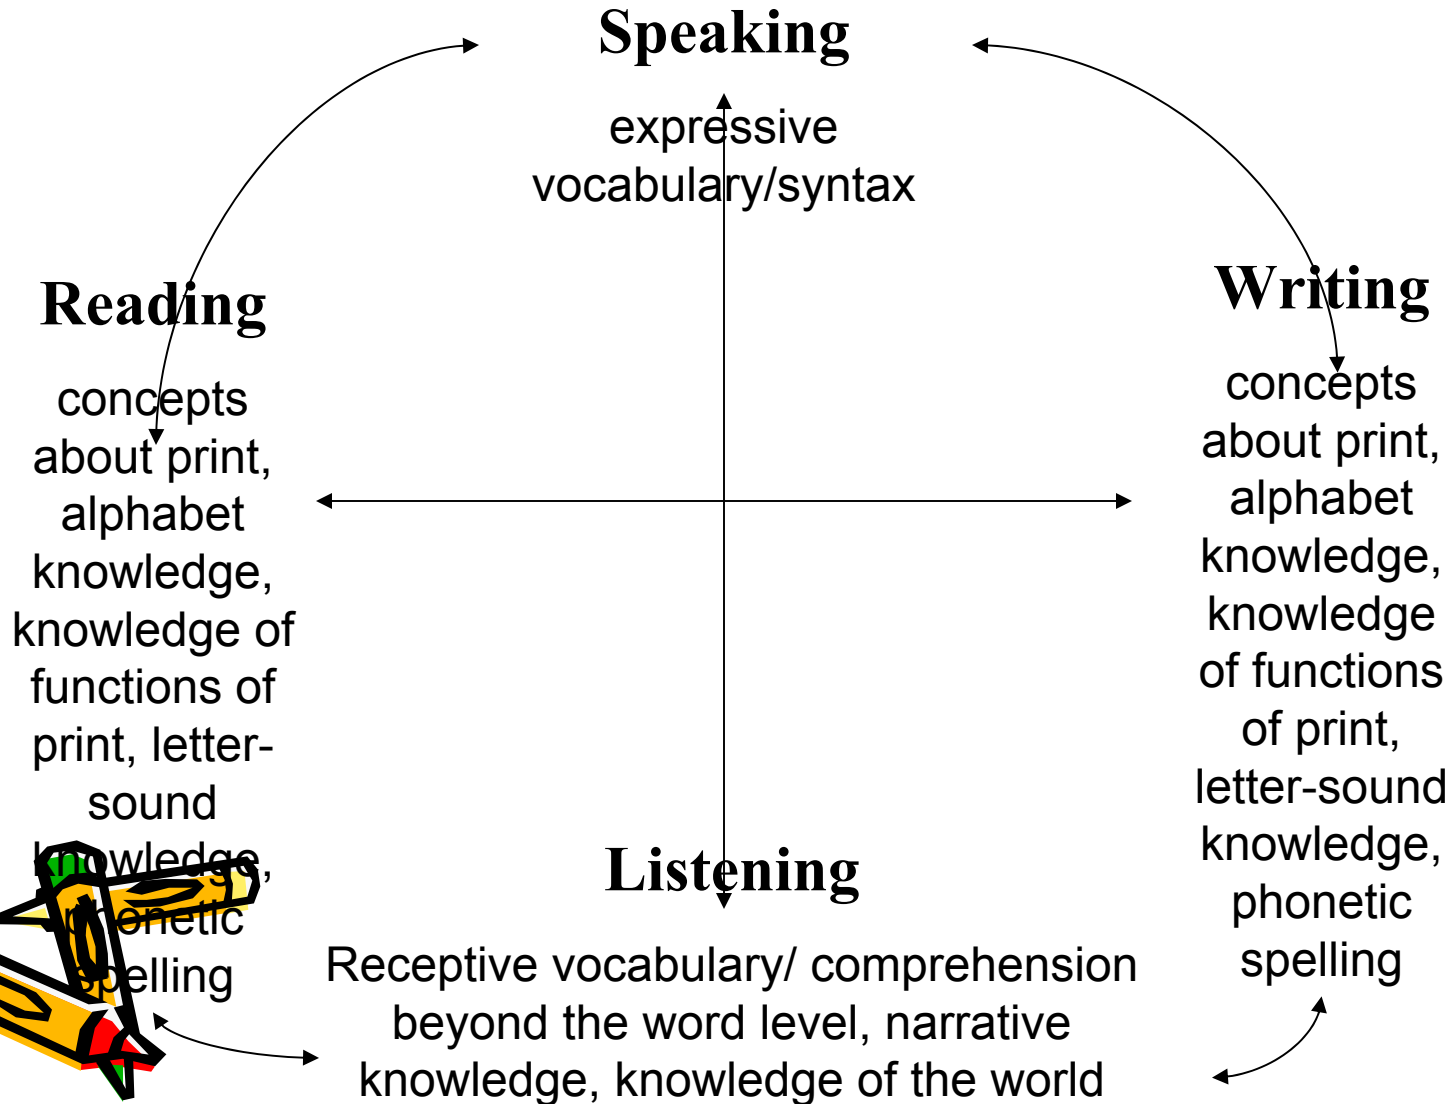 Speaking
expressive
vocabulary/syntax
Reading
concepts
about print,
alphabet
knowledge,
knowledge of
functions of
print, letter-
sound
knowledge,
phonetic
spelling
Writing
concepts
about print,
alphabet
knowledge,
knowledge
of functions
of print,
letter-sound
knowledge,
phonetic
spelling
Listening
Receptive vocabulary/ comprehension
beyond the word level, narrative
knowledge, knowledge of the world